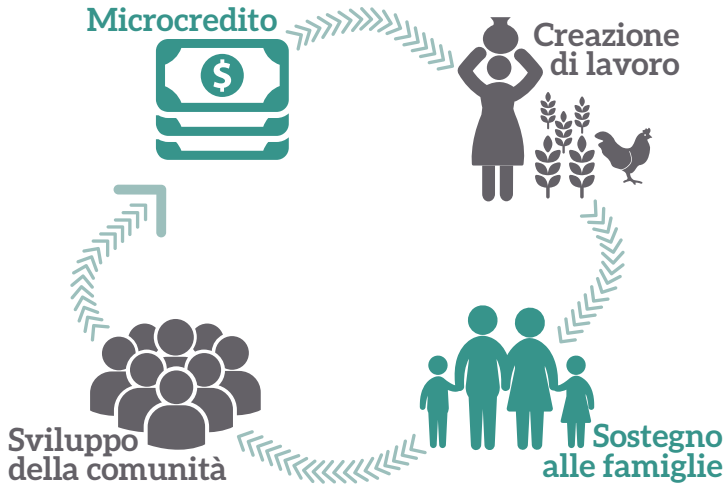 Microcredito
$
Creazione
di lavoro
Sostegno
alle famiglie
Sviluppo
della comunità